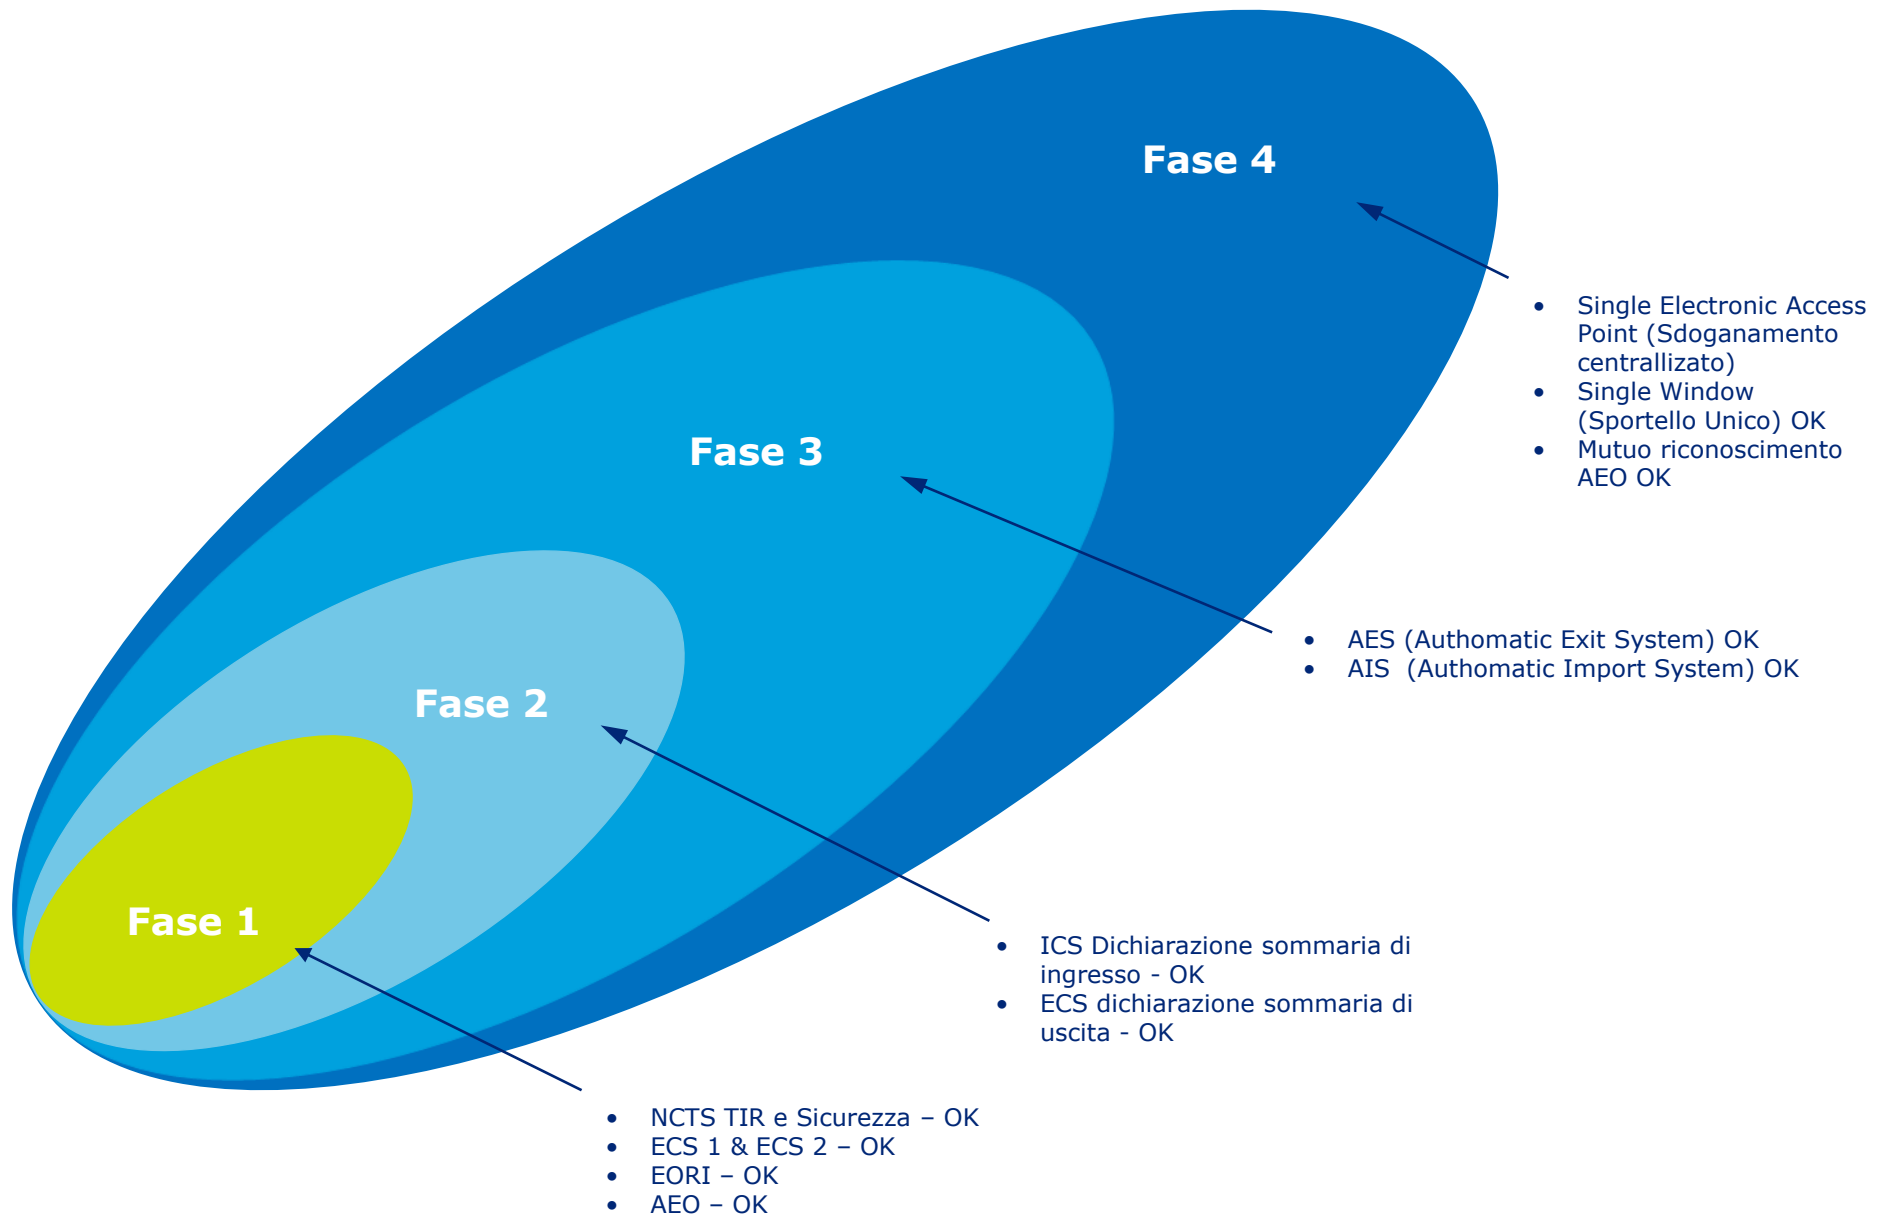 Fase 4
• Single Electronic Access
Point (Sdoganamento
centrallizato)
• Single Window
(Sportello Unico) OK
• Mutuo riconoscimento
AEO OK
Fase 3
• AES (Authomatic Exit System) OK
• AIS  (Authomatic Import System) OK
Fase 2
• ICS Dichiarazione sommaria di
ingresso - OK
• ECS dichiarazione sommaria di
uscita - OK
Fase 1
• NCTS TIR e Sicurezza – OK
• ECS 1 & ECS 2 – OK
• EORI – OK
• AEO – OK